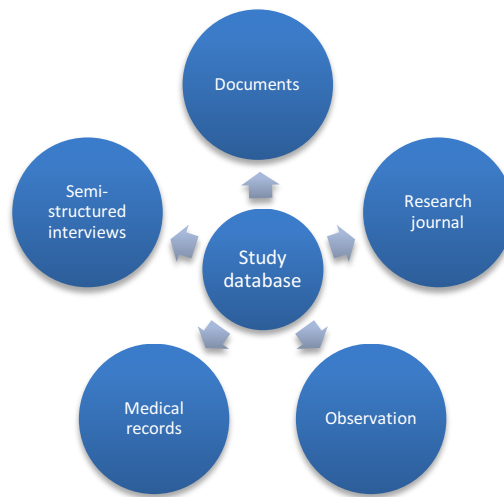 Documents
Semi-
structured
interviews
Research
journal
Study
database
Medical
records
Observation